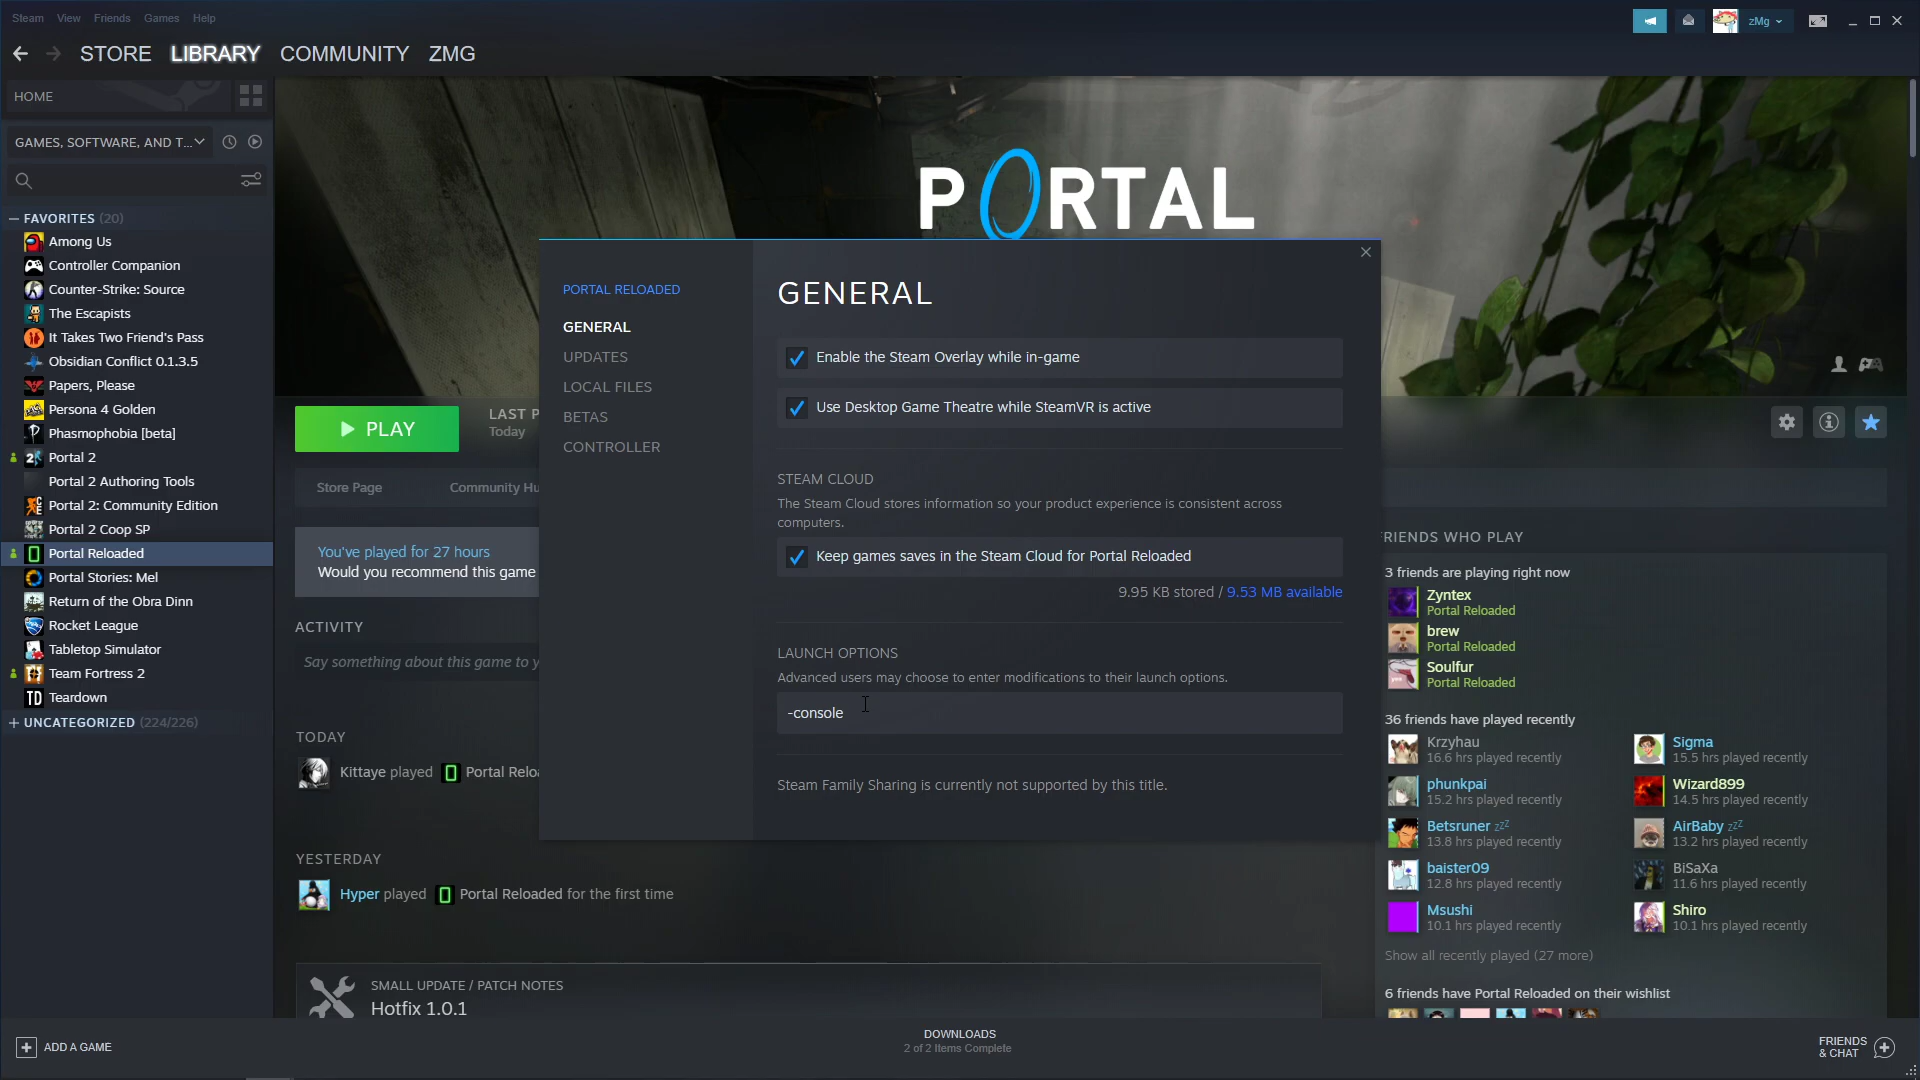 Steam View Friends Games Help
zMg
STORE LIBRARY COMMUNITY ZMG
HOME
GAMES, SOFTWARE, AND T...
FAVORITES (20)
Among Us
Controller Companion
Counter-Strike: Source
The Escapists
It Takes Two Friend's Pass
Obsidian Conflict 0.1.3.5
Papers, Please
Persona 4 Golden
Phasmophobia [beta]
Portal 2
Portal 2 Authoring Tools
Portal 2: Community Edition
Portal 2 Coop SP
Portal Reloaded
Portal Stories: Mel
Return of the Obra Dinn
Rocket League
Tabletop Simulator
Team Fortress 2
Teardown
UNCATEGORIZED (224/226)
PORTAL
PLAY
LAST P
Today
Store Page Community Hu
You've played for 27 hours
Would you recommend this game
ACTIVITY
Say something about this game to y
TODAY
Kittaye played Portal Relo
YESTERDAY
Hyper played Portal Reloaded for the first time
SMALL UPDATE / PATCH NOTES
Hotfix 1.0.1
PORTAL RELOADED
GENERAL
UPDATES
LOCAL FILES
BETAS
CONTROLLER
GENERAL
Enable the Steam Overlay while in-game
Use Desktop Game Theatre while SteamVR is active
STEAM CLOUD
The Steam Cloud stores information so your product experience is consistent across
computers.
Keep games saves in the Steam Cloud for Portal Reloaded
9.95 KB stored / 9.53 MB available
LAUNCH OPTIONS
Advanced users may choose to enter modifications to their launch options.
-console
Steam Family Sharing is currently not supported by this title.
RIENDS WHO PLAY
3 friends are playing right now
Zyntex
Portal Reloaded
brew
Portal Reloaded
Soulfur
Portal Reloaded
36 friends have played recently
Krzyhau
16.6 hrs played recently
Sigma
15.5 hrs played recently
phunkpai
15.2 hrs played recently
Wizard899
14.5 hrs played recently
Betsruner zzz
13.8 hrs played recently
AirBaby zzz
13.2 hrs played recently
baister09
12.8 hrs played recently
BiSaXa
11.6 hrs played recently
Msushi
10.1 hrs played recently
Shiro
10.1 hrs played recently
Show all recently played (27 more)
6 friends have Portal Reloaded on their wishlist
ADD A GAME
DOWNLOADS
2 of 2 Items Complete
FRIENDS
& CHAT